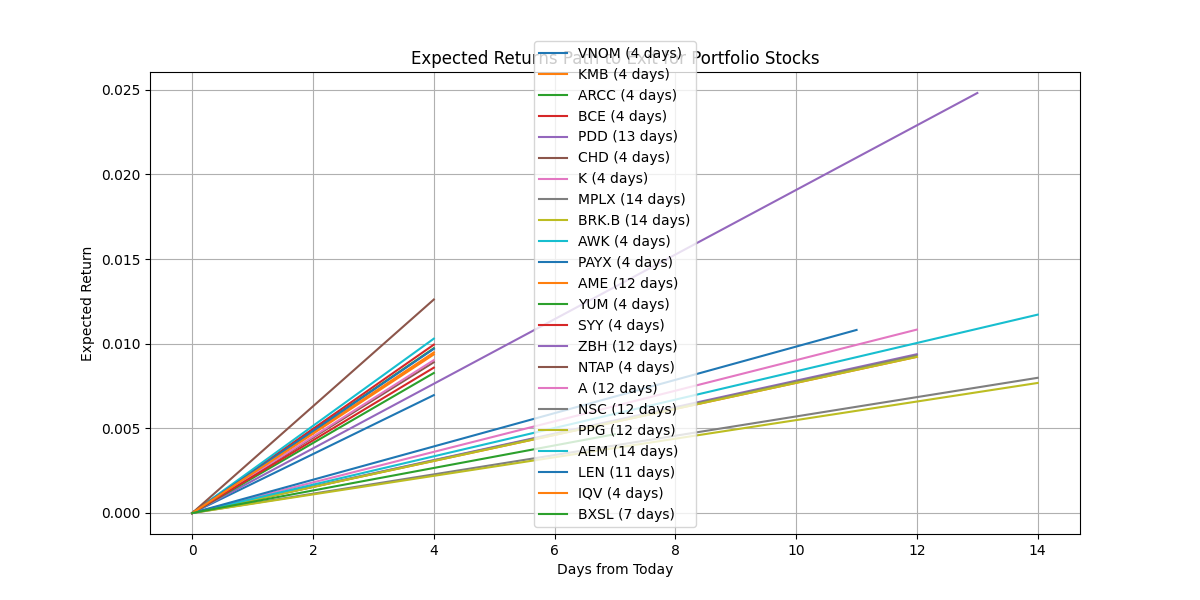 Expected Returns Path to Exit for Portfolio Stocks
VNOM (4 days)
KMB (4 days)
ARCC (4 days)
BCE (4 days)
PDD (13 days)
CHD (4 days)
K (4 days)
MPLX (14 days)
BRK.B (14 days)
AWK (4 days)
PAYX (4 days)
AME (12 days)
YUM (4 days)
SYY (4 days)
ZBH (12 days)
NTAP (4 days)
A (12 days)
NSC (12 days)
PPG (12 days)
AEM (14 days)
LEN (11 days)
IQV (4 days)
BXSL (7 days)
Expected Return
0.025
0.020
0.015
0.010
0.005
0.000
0 2 4 6 8 10 12 14
Days from Today